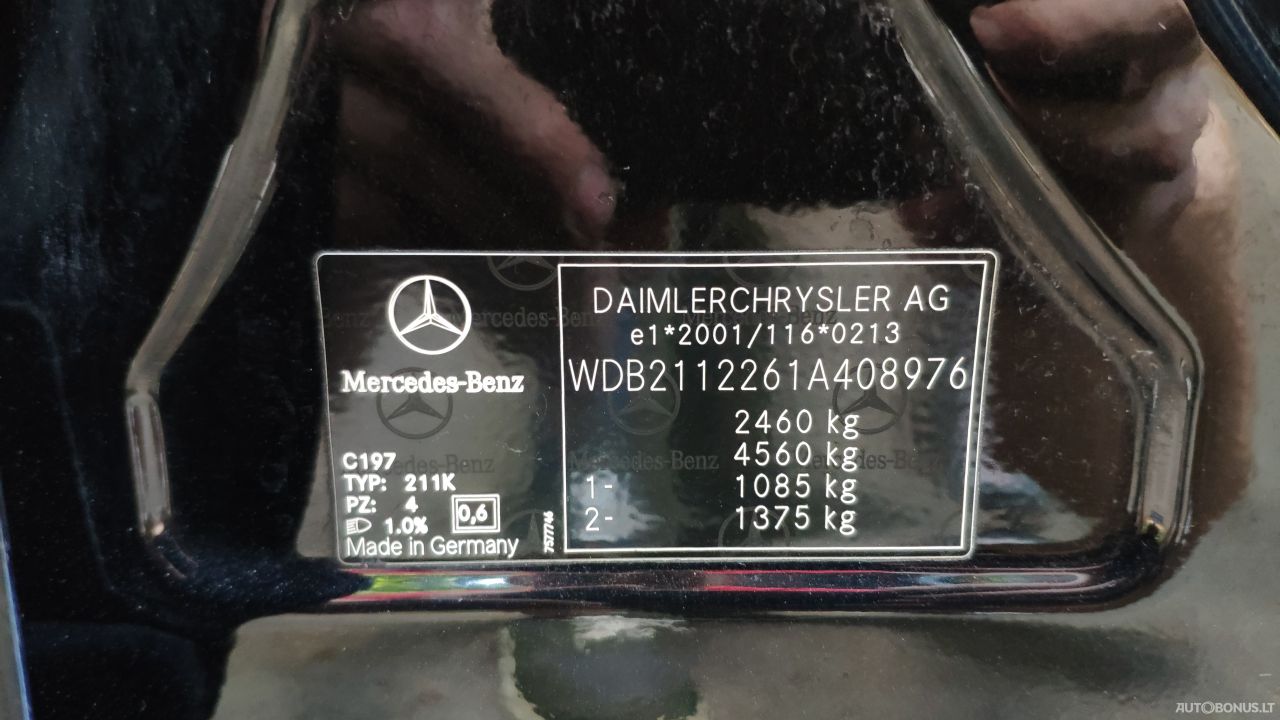 Mercedes-Benz
C197
TYP: 211K
PZ: 4
1.0% 0,6
Made in Germany
7577746
DAIMLERCHRYSLER AG
e1*2001/116*0213
WDB2112261A408976
2460 kg
4560 kg
1- 1085 kg
2- 1375 kg
AUTOBONUS.LT